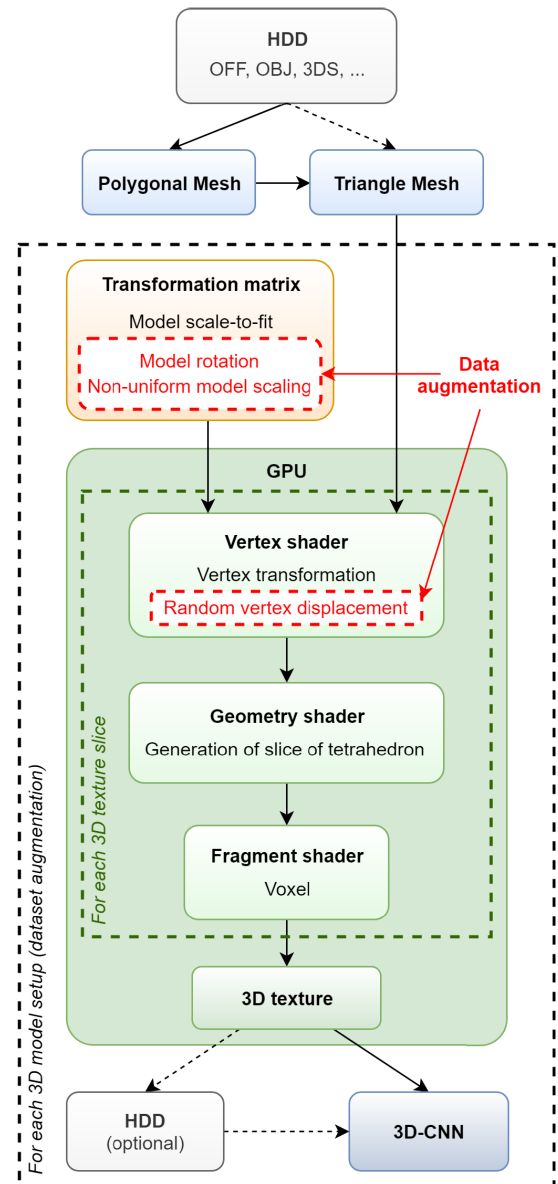 HDD
OFF, OBJ, 3DS, ...
Polygonal Mesh
Triangle Mesh
Transformation matrix
Model scale-to-fit
Model rotation
Non-uniform model scaling
Data
augmentation
GPU
Vertex shader
Vertex transformation
Random vertex displacement
Geometry shader
Generation of slice of tetrahedron
Fragment shader
Voxel
For each 3D texture slice
3D texture
For each 3D model setup (dataset augmentation)
HDD
(optional)
3D-CNN